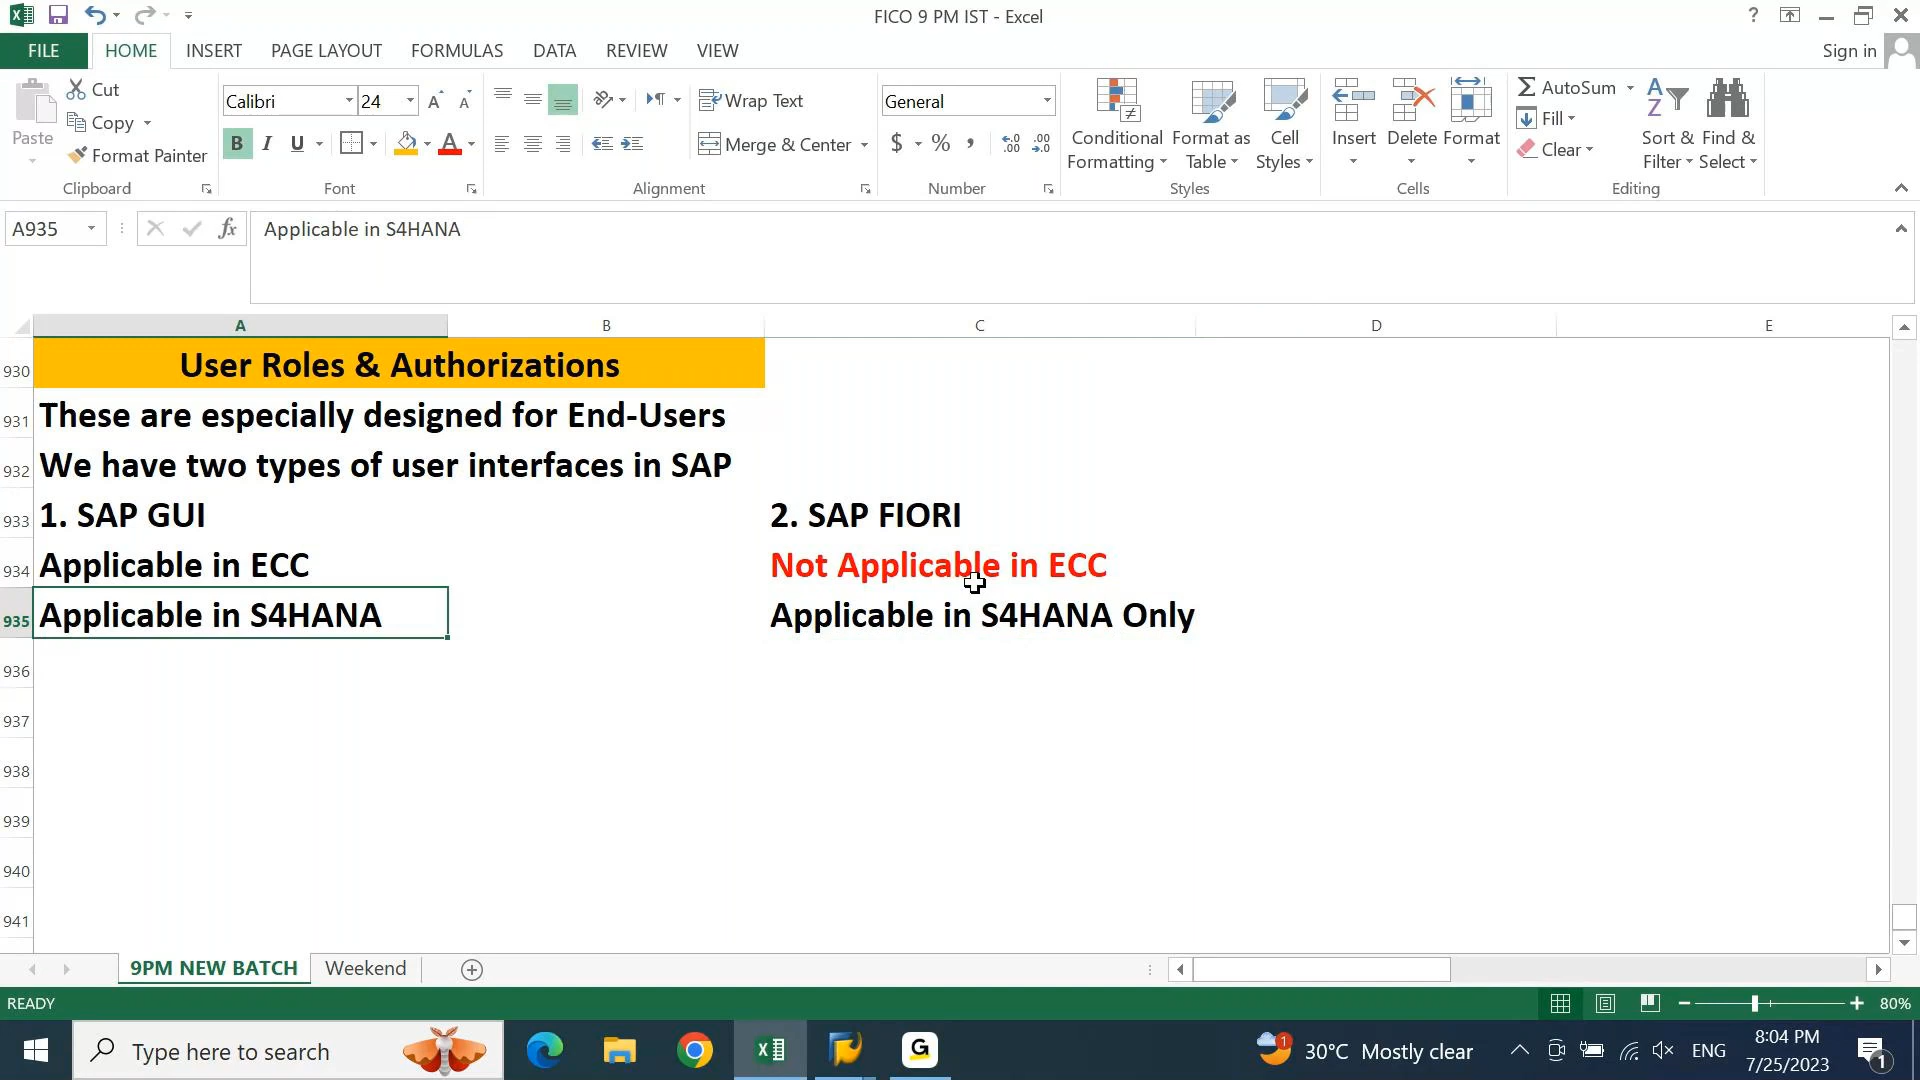 FICO 9 PM IST - Excel
?
FILE
HOME
INSERT
PAGE LAYOUT
FORMULAS
DATA
REVIEW
VIEW
Sign in
Paste
Cut
Copy
Format Painter
Clipboard
Calibri
24
A A
B I U
A
Font
Wrap Text
Merge & Center
Alignment
General
$ % ,
Number
Conditional Formatting
Format as Table
Cell Styles
Styles
Insert
Delete
Format
Cells
AutoSum
Fill
Clear
Sort & Filter
Find & Select
Editing
A935
fx
Applicable in S4HANA
A B C D E
930 User Roles & Authorizations
931 These are especially designed for End-Users
932 We have two types of user interfaces in SAP
933 1. SAP GUI 2. SAP FIORI
934 Applicable in ECC Not Applicable in ECC
935 Applicable in S4HANA Applicable in S4HANA Only
936
937
938
939
940
941
9PM NEW BATCH
Weekend
READY
80%
Type here to search
G
1
30°C Mostly clear
ENG
8:04 PM
7/25/2023
1